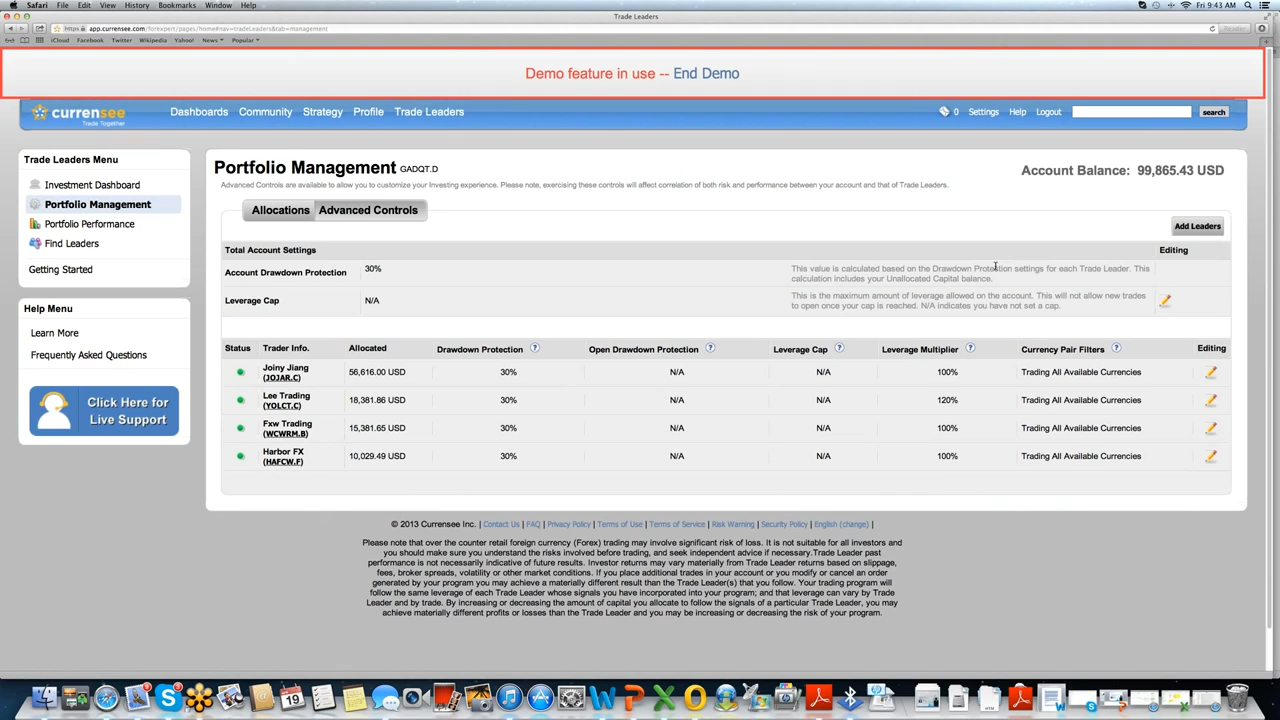 Safari File Edit View History Bookmarks Window Help Fri 9:43 AM
Trade Leaders
https app.currensee.com/forexpert/pages/home#nav=tradeLeaders&tab=management Reader
iCloud Facebook Twitter Wikipedia Yahoo! News Popular
Demo feature in use -- End Demo
currensee
Trade Together
Dashboards Community Strategy Profile Trade Leaders 0 Settings Help Logout search
Trade Leaders Menu
Investment Dashboard
Portfolio Management
Portfolio Performance
Find Leaders
Getting Started
Help Menu
Learn More
Frequently Asked Questions
Click Here for
Live Support
Portfolio Management GADQT.D
Account Balance: 99,865.43 USD
Advanced Controls are available to allow you to customize your Investing experience. Please note, exercising these controls will affect correlation of both risk and performance between your account and that of Trade Leaders.
Allocations Advanced Controls
Add Leaders
Total Account Settings Editing
Account Drawdown Protection 30% This value is calculated based on the Drawdown Protection settings for each Trade Leader. This
calculation includes your Unallocated Capital balance.
Leverage Cap N/A This is the maximum amount of leverage allowed on the account. This will not allow new trades
to open once your cap is reached. N/A indicates you have not set a cap.
Status Trader Info. Allocated Drawdown Protection ? Open Drawdown Protection ? Leverage Cap ? Leverage Multiplier ? Currency Pair Filters ? Editing
Joiny Jiang
(JOJAR.C) 56,616.00 USD 30% N/A N/A 100% Trading All Available Currencies
Lee Trading
(YOLCT.C) 18,381.86 USD 30% N/A N/A 120% Trading All Available Currencies
Fxw Trading
(WCWRM.B) 15,381.65 USD 30% N/A N/A 100% Trading All Available Currencies
Harbor FX
(HAFCW.F) 10,029.49 USD 30% N/A N/A 100% Trading All Available Currencies
© 2013 Currensee Inc. | Contact Us | FAQ | Privacy Policy | Terms of Use | Terms of Service | Risk Warning | Security Policy | English (change) |
Please note that over the counter retail foreign currency (Forex) trading may involve significant risk of loss. It is not suitable for all investors and
you should make sure you understand the risks involved before trading, and seek independent advice if necessary.Trade Leader past
performance is not necessarily indicative of future results. Investor returns may vary materially from Trade Leader returns based on slippage,
fees, broker spreads, volatility or other market conditions. If you place additional trades in your account or you modify or cancel an order
generated by your program you may achieve a materially different result than the Trade Leader(s) that you follow. Your trading program will
follow the same leverage of each Trade Leader whose signals you have incorporated into your program; and that leverage can vary by Trade
Leader and by trade. By increasing or decreasing the amount of capital you allocate to follow the signals of a particular Trade Leader, you may
achieve materially different profits or losses than the Trade Leader and you may be increasing or decreasing the risk of your program.
19